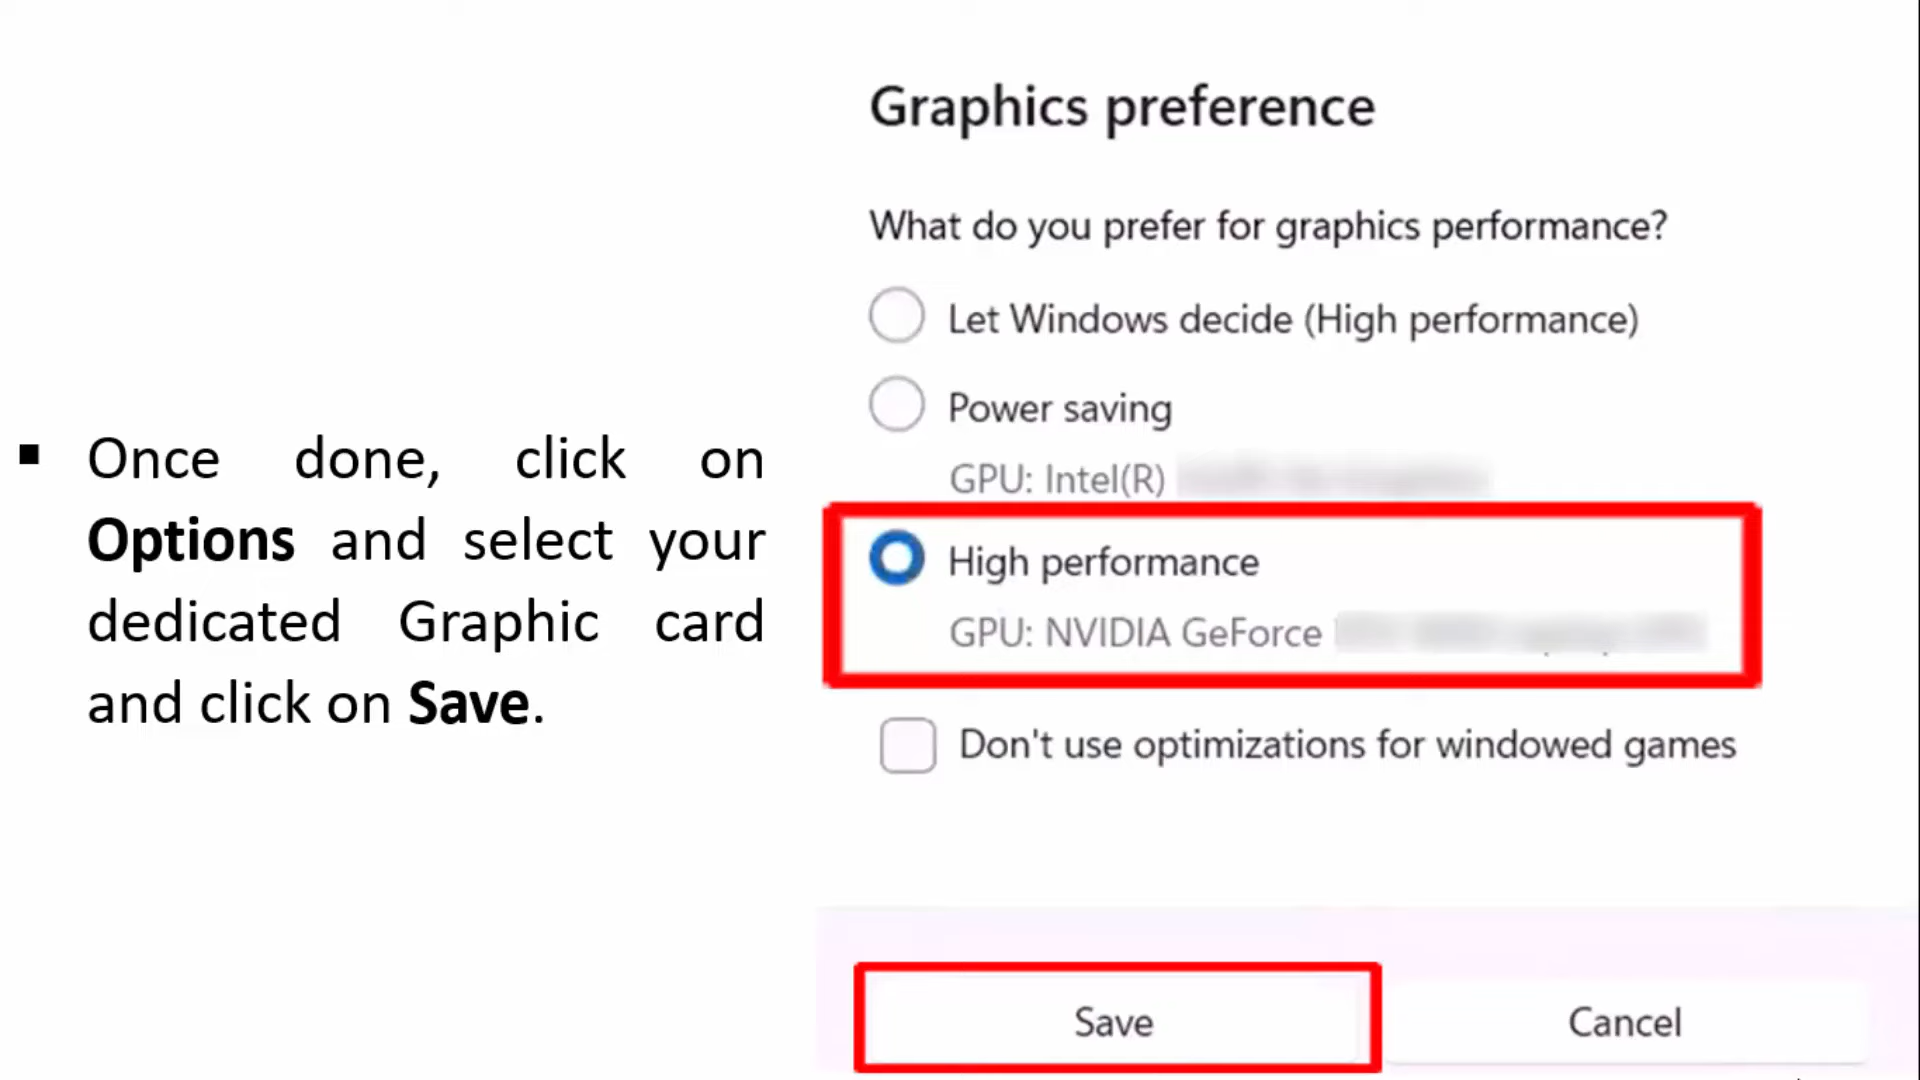 ▪ Once done, click on
Options and select your
dedicated Graphic card
and click on Save.
Graphics preference
What do you prefer for graphics performance?
Let Windows decide (High performance)
Power saving
GPU: Intel(R)
High performance
GPU: NVIDIA GeForce
Don't use optimizations for windowed games
Save
Cancel